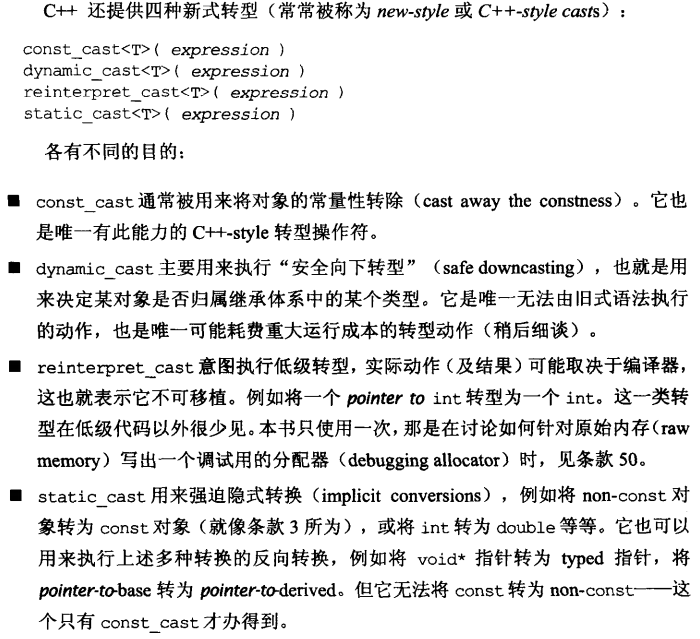 C++ 还提供四种新式转型（常常被称为 new-style 或 C++-style casts）：
const_cast<T>( expression )
dynamic_cast<T>( expression )
reinterpret_cast<T>( expression )
static_cast<T>( expression )
各有不同的目的：
■ const_cast 通常被用来将对象的常量性转除（cast away the constness）。它也
是唯一有此能力的 C++-style 转型操作符。
■ dynamic_cast 主要用来执行“安全向下转型”（safe downcasting），也就是用
来决定某对象是否归属继承体系中的某个类型。它是唯一无法由旧式语法执行
的动作，也是唯一可能耗费重大运行成本的转型动作（稍后细谈）。
■ reinterpret_cast 意图执行低级转型，实际动作（及结果）可能取决于编译器，
这也就表示它不可移植。例如将一个 pointer to int 转型为一个 int。这一类转
型在低级代码以外很少见。本书只使用一次，那是在讨论如何针对原始内存（raw
memory）写出一个调试用的分配器（debugging allocator）时，见条款 50。
■ static_cast 用来强迫隐式转换（implicit conversions），例如将 non-const 对
象转为 const 对象（就像条款 3 所为），或将 int 转为 double 等等。它也可以
用来执行上述多种转换的反向转换，例如将 void* 指针转为 typed 指针，将
pointer-to-base 转为 pointer-to-derived。但它无法将 const 转为 non-const——这
个只有 const_cast 才办得到。